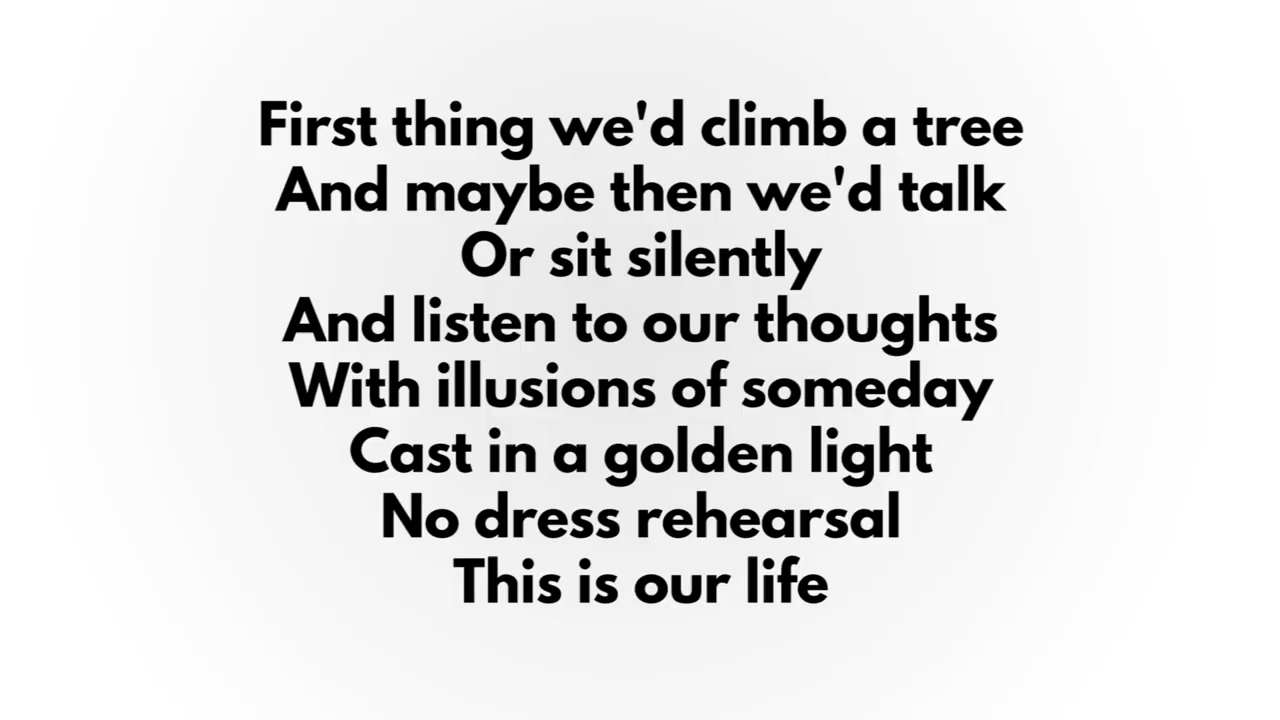 First thing we'd climb a tree
And maybe then we'd talk
Or sit silently
And listen to our thoughts
With illusions of someday
Cast in a golden light
No dress rehearsal
This is our life